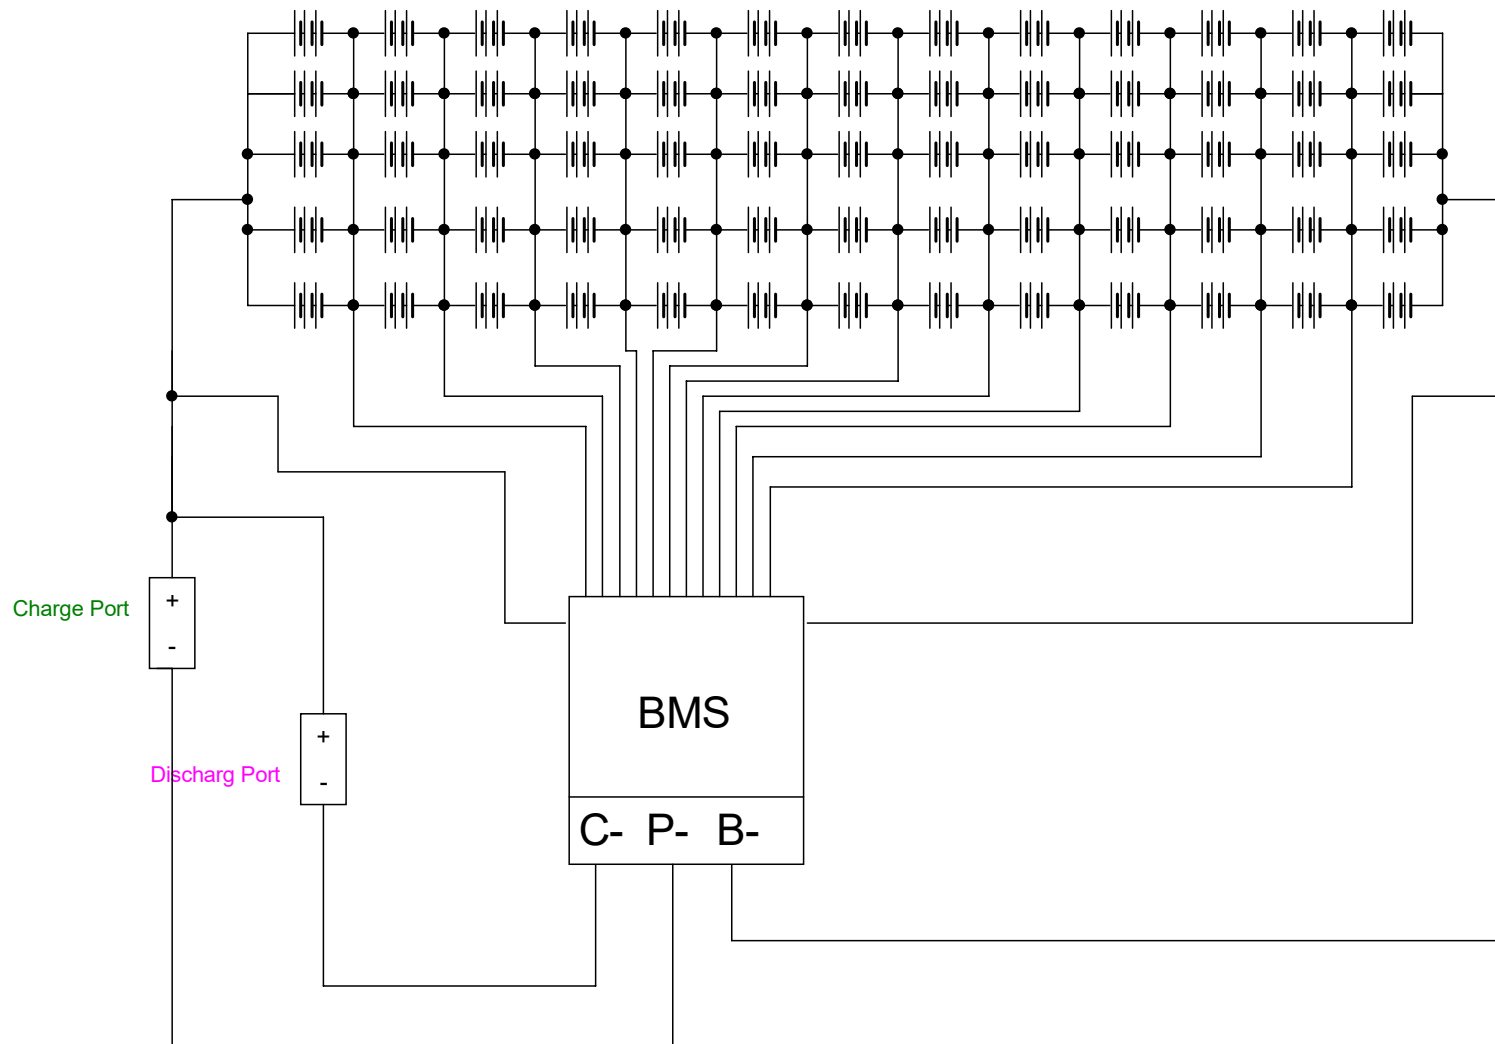 Charge Port
+
-
BMS
Discharg Port
+
-
C- P- B-